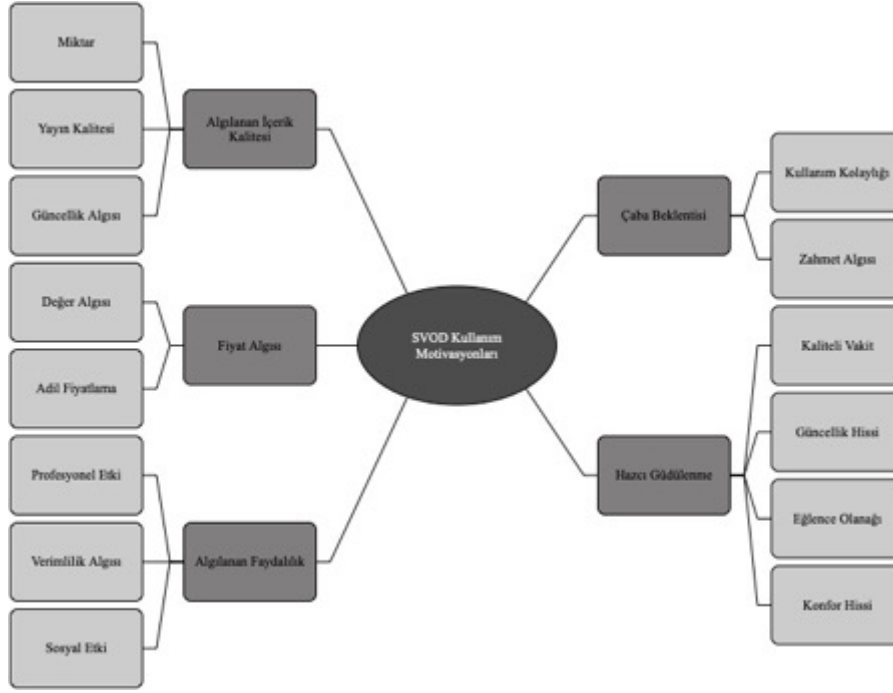 Miktar
Yayın Kalitesi
Güncellik Algısı
Algılanan İçerik
Kalitesi
Değer Algısı
Adil Fiyatlama
Fiyat Algısı
Profesyonel Etki
Verimlilik Algısı
Sosyal Etki
Algılanan Faydalılık
SVOD Kullanım
Motivasyonları
Çaba Beklentisi
Kullanım Kolaylığı
Zahmet Algısı
Hazcı Güdülenme
Kaliteli Vakit
Güncellik Hissi
Eğlence Olanağı
Konfor Hissi